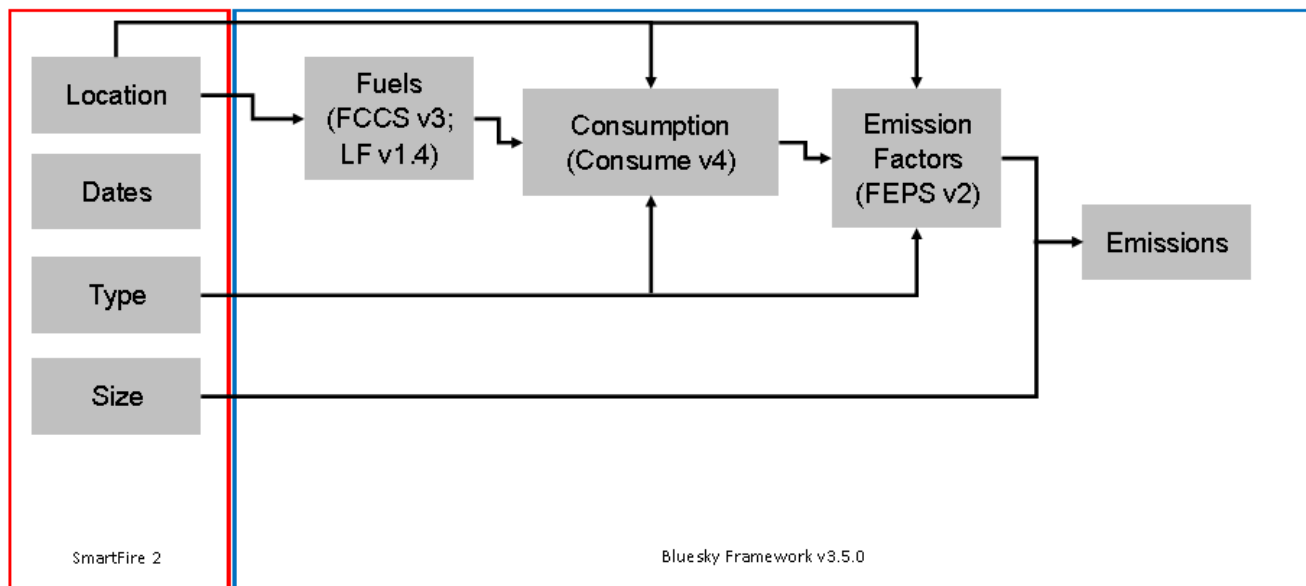 Location
Dates
Type
Size
SmartFire 2
Fuels
(FCCS v3;
LF v1.4)
Consumption
(Consume v4)
Emission
Factors
(FEPS v2)
Emissions
Bluesky Framework v3.5.0